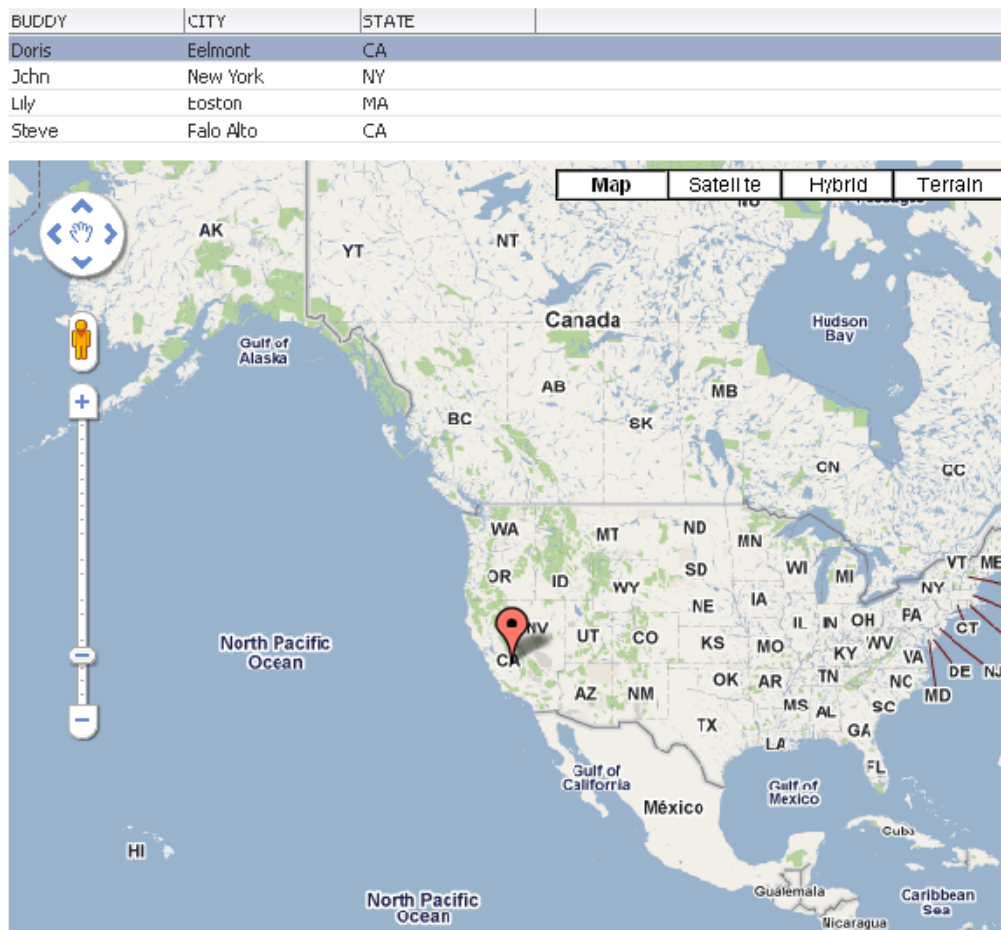 BUDDY CITY STATE
Doris Eelmont CA
Jchn New York NY
Lily Eoston MA
Steve Falo Alto CA
Map Satellite Hybrid Terrain
AK
YT
NT
Canada
Hudson
Bay
Gulf of
Alaska
AB
MB
BC
SK
CN
CC
WA
MT
ND
MN
VT ME
OR
ID
SD
WI
MI
NY
WY
NE
IA
IL IN OH PA
CT
NV
UT
CO
KS
MO
KY WV
VA
DE NJ
CA
OK
AR
TN
NC
MD
AZ
NM
MS
AL
SC
TX
GA
LA
FL
North Pacific
Ocean
Gulf of
California
Gulf of
Mexico
México
Cuba
HI
Guatemala
Caribbean
Sea
North Pacific
Ocean
Nicaragua